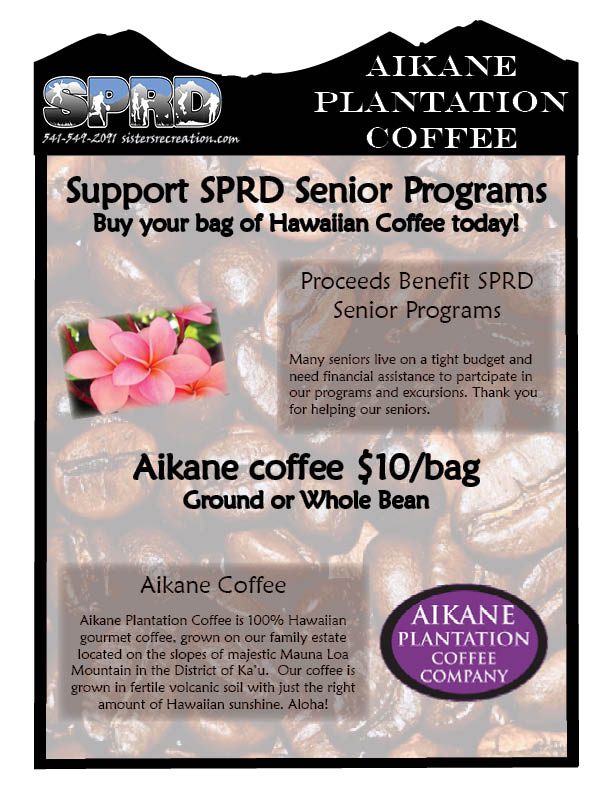 SPRD
541-549-2091 sistersrecreation.com
AIKANE
PLANTATION
COFFEE
Support SPRD Senior Programs
Buy your bag of Hawaiian Coffee today!
Proceeds Benefit SPRD
Senior Programs
Many seniors live on a tight budget and
need financial assistance to partcipate in
our programs and excursions. Thank you
for helping our seniors.
Aikane coffee $10/bag
Ground or Whole Bean
Aikane Coffee
Aikane Plantation Coffee is 100% Hawaiian
gourmet coffee, grown on our family estate
located on the slopes of majestic Mauna Loa
Mountain in the District of Ka'u.  Our coffee is
grown in fertile volcanic soil with just the right
amount of Hawaiian sunshine. Aloha!
AIKANE
PLANTATION
COFFEE
COMPANY